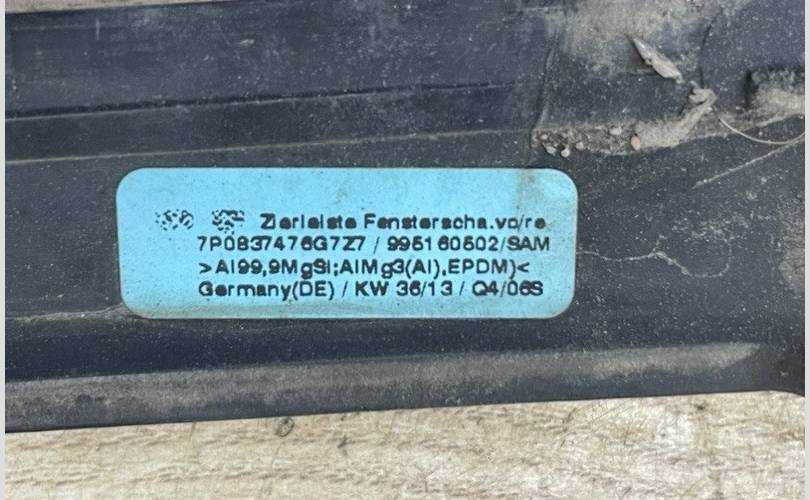 Zierleiste Fensterscha.vo/re
7P0837476G7Z7 / 995160502/SAM
>Al99,9MgSi;AlMg3(Al),EPDM)<
Germany(DE) / KW 36/13 / Q4/06S